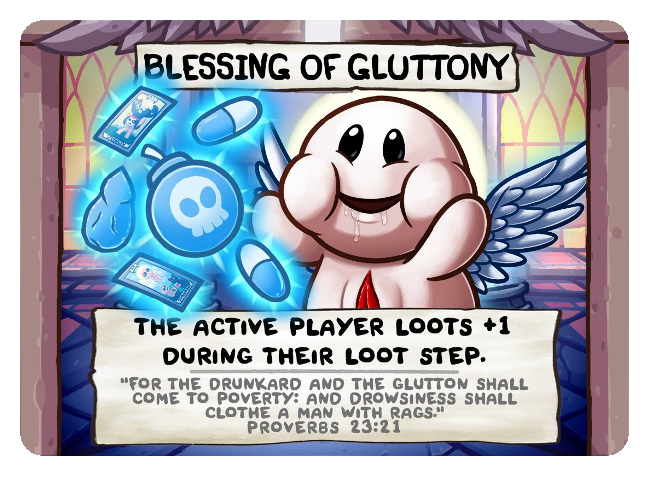 BLESSING OF GLUTTONY
THE ACTIVE PLAYER LOOTS +1
DURING THEIR LOOT STEP.
"FOR THE DRUNKARD AND THE GLUTTON SHALL
COME TO POVERTY: AND DROWSINESS SHALL
CLOTHE A MAN WITH RAGS."
PROVERBS 23:21